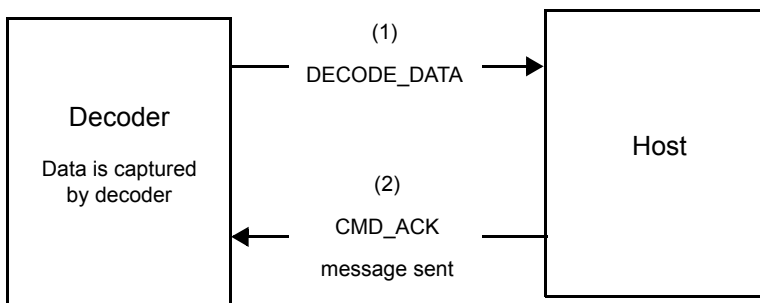 Decoder
Data is captured
by decoder
(1)
DECODE_DATA
(2)
CMD_ACK
message sent
Host